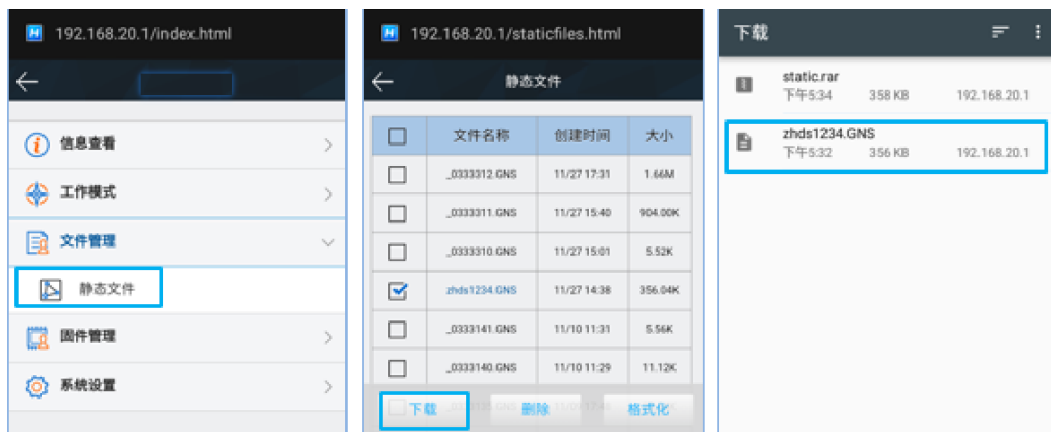 192.168.20.1/index.html
信息查看
工作模式
文件管理
静态文件
固件管理
系统设置
192.168.20.1/staticfiles.html
静态文件
文件名称 创建时间 大小
_0333312.GNS 11/27 17:31 1.66M
_0333311.GNS 11/27 15:40 904.00K
_0333310.GNS 11/27 15:01 5.52K
zhds1234.GNS 11/27 14:38 356.04K
_0333141.GNS 11/10 11:31 5.56K
_0333140.GNS 11/10 11:29 11.12K
下载 删除 格式化
下载
static.rar
下午5:34 358 KB 192.168.20.1
zhds1234.GNS
下午5:32 356 KB 192.168.20.1